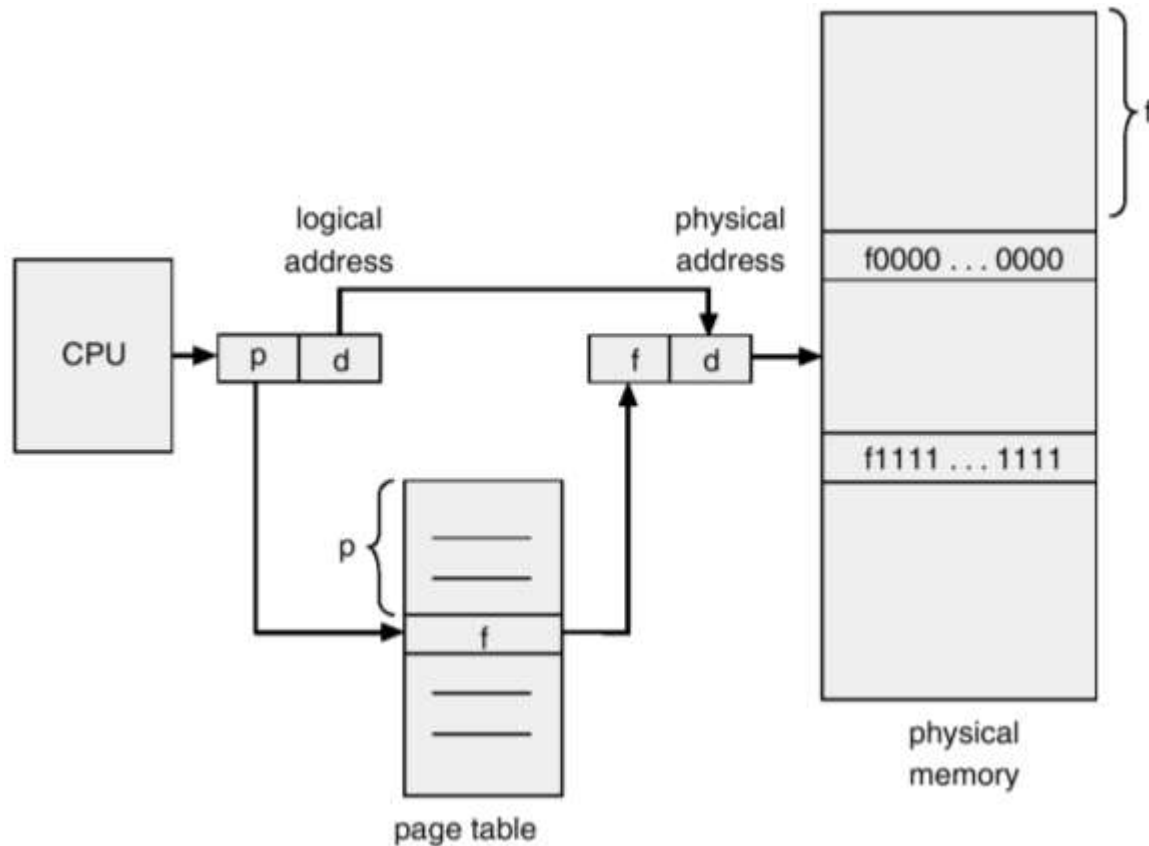 f
logical
address
physical
address
f0000 . . . 0000
CPU
p
d
f
d
f1111 . . . 1111
p
f
physical
memory
page table